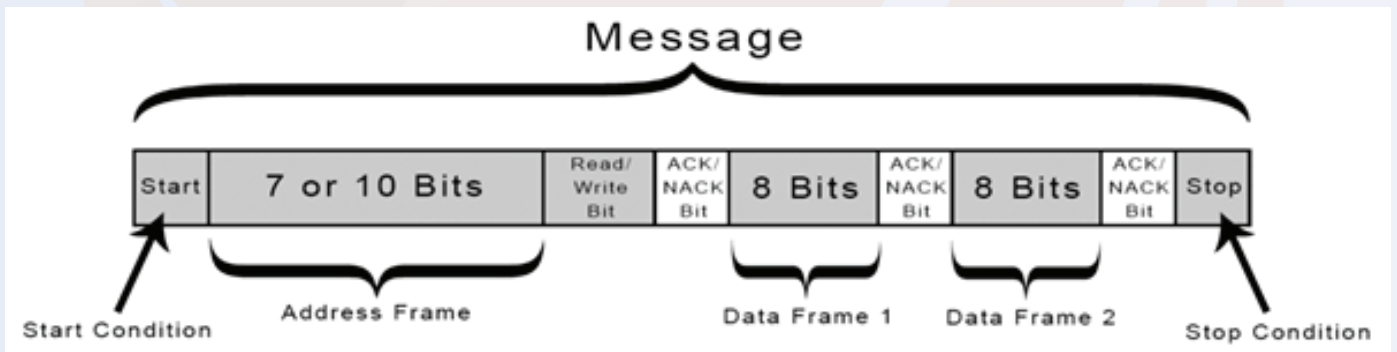 Message
Start
7 or 10 Bits
Read/
Write
Bit
ACK/
NACK
Bit
8 Bits
ACK/
NACK
Bit
8 Bits
ACK/
NACK
Bit
Stop
Start Condition
Address Frame
Data Frame 1
Data Frame 2
Stop Condition